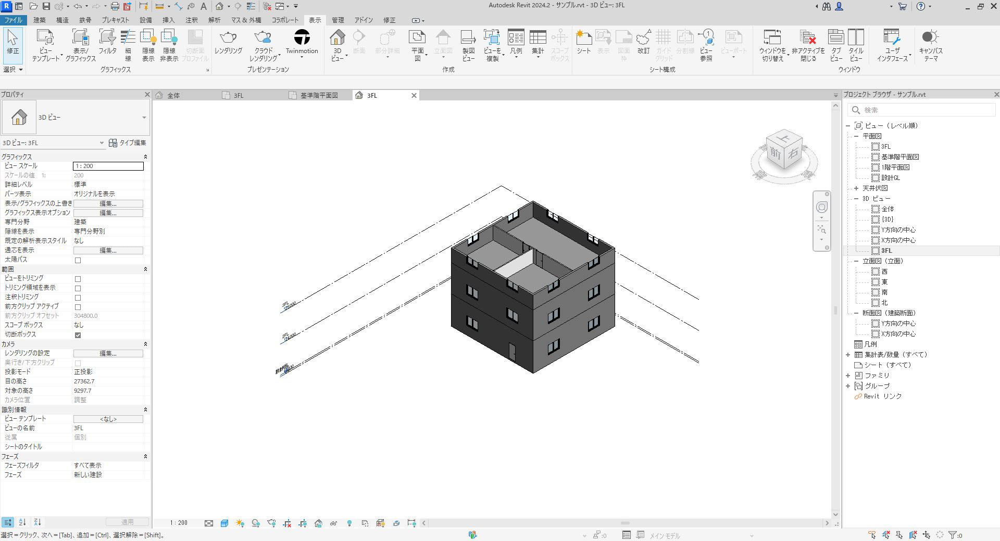 Autodesk Revit 2024.2 - サンプル.rvt - 3D ビュー: 3FL
ファイル 建築 構造 鉄骨 プレキャスト 設備 挿入 注釈 解析 マス & 外構 コラボレート 表示 管理 アドイン 修正
修正
ビュー テンプレート
表示/ グラフィックス
フィルタ
細 線
隠線 表示
隠線 非表示
切断面 プロファイル
レンダリング
クラウド レンダリング
Twinmotion
3D ビュー
断面
部分詳細
平面 図
立面図
製図 ビュー
ビューを 複製
凡例
集計
スコープ ボックス
シート
表示
図面 枠
改訂
ガイド グリッド
分割線
ビュー 参照
ビューポート
ウィンドウを 切り替え
非アクティブを 閉じる
タブ ビュー
タイル ビュー
ユーザ インタフェース
キャンバス テーマ
選択 グラフィックス プレゼンテーション 作成 シート構成 ウィンドウ
プロパティ
3D ビュー
3D ビュー: 3FL
タイプ編集
グラフィックス
ビュー スケール 1 : 200
スケールの値 1: 200
詳細レベル 標準
パーツ表示 オリジナルを表示
表示/グラフィックスの上書き 編集...
グラフィックス表示オプション 編集...
専門分野 建築
隠線を表示 専門分野別
既定の解析表示スタイル なし
通芯を表示 編集...
太陽パス
範囲
ビューをトリミング
トリミング領域を表示
注釈トリミング
前方クリップ アクティブ
前方クリップ オフセット 304800.0
スコープ ボックス なし
切断ボックス
カメラ
レンダリングの設定 編集...
奥行き/下方クリップ
投影モード 正投影
目の高さ 27362.7
対象の高さ 9297.7
カメラ位置 調整
識別情報
ビュー テンプレート <なし>
ビューの名前 3FL
従属 個別
シートのタイトル
フェーズ
フェーズフィルタ すべて表示
フェーズ 新しい建設
適用
全体 3FL 基準階平面図 3FL
上
前 右
3FL
2FL
1 : 200
プロジェクト ブラウザ - サンプル.rvt
検索
ビュー (レベル順)
平面図
3FL
基準階平面図
1階平面図
設計GL
天井伏図
3D ビュー
全体
{3D}
Y方向の中心
X方向の中心
3FL
立面図 (立面)
西
東
南
北
断面図 (建築断面)
Y方向の中心
X方向の中心
凡例
集計表/数量 (すべて)
シート (すべて)
ファミリ
グループ
Revit リンク
選択＝クリック、次へ＝[Tab]、追加＝[Ctrl]、選択解除＝[Shift]。
:0
メイン モデル
:0